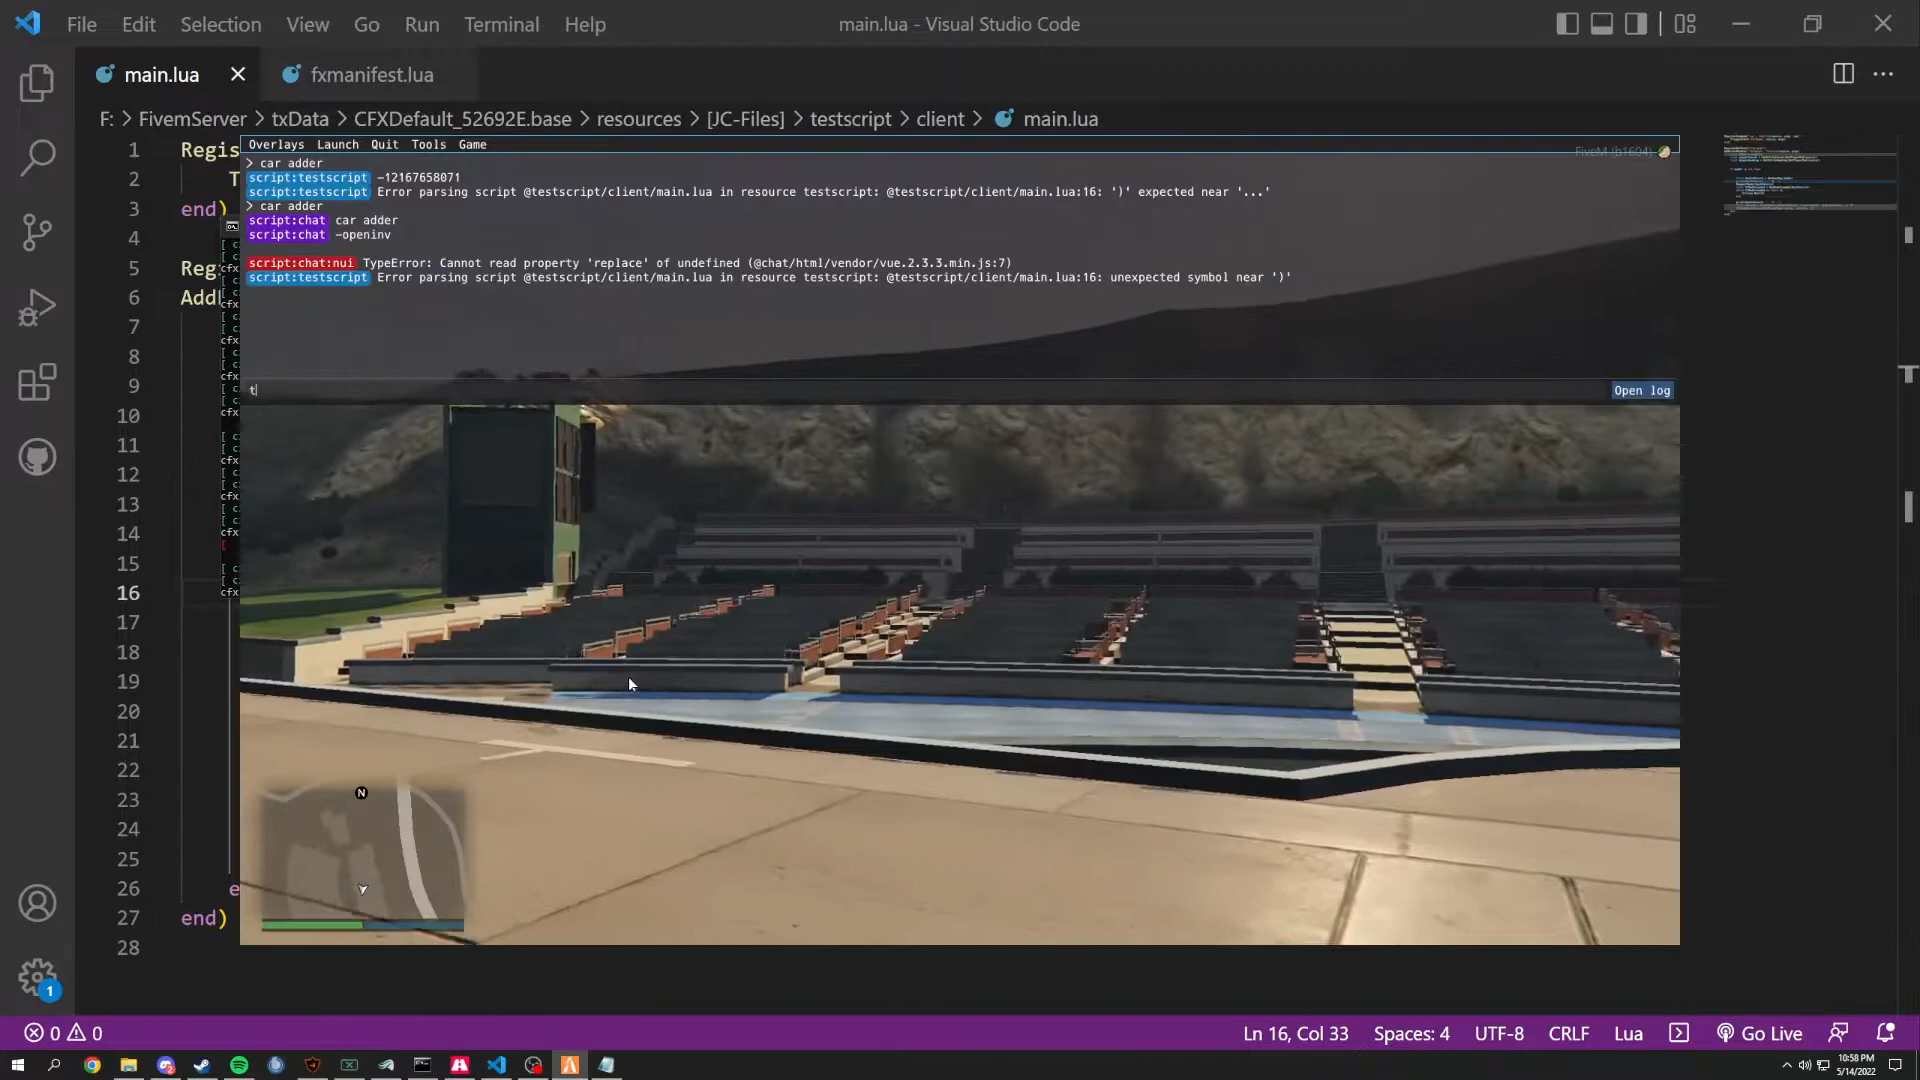 File Edit Selection View Go Run Terminal Help
main.lua - Visual Studio Code
main.lua fxmanifest.lua
F: > FivemServer > txData > CFXDefault_52692E.base > resources > [JC-Files] > testscript > client > main.lua
Overlays Launch Quit Tools Game
FiveM (b1604)
> car adder
script:testscript -12167658071
script:testscript Error parsing script @testscript/client/main.lua in resource testscript: @testscript/client/main.lua:16: ')' expected near '...'
> car adder
script:chat car adder
script:chat -openinv
script:chat:nui TypeError: Cannot read property 'replace' of undefined (@chat/html/vendor/vue.2.3.3.min.js:7)
script:testscript Error parsing script @testscript/client/main.lua in resource testscript: @testscript/client/main.lua:16: unexpected symbol near ')'
t
Open log
1 Regis
2 T
3 end)
4
5 Reg
6 Add
7
8
9
10
11
12
13
14
15
16
17
18
19
20
21
22
23
24
25
26 e
27 end)
28
N
1
0 0
Ln 16, Col 33 Spaces: 4 UTF-8 CRLF Lua Go Live
10:58 PM
5/14/2022